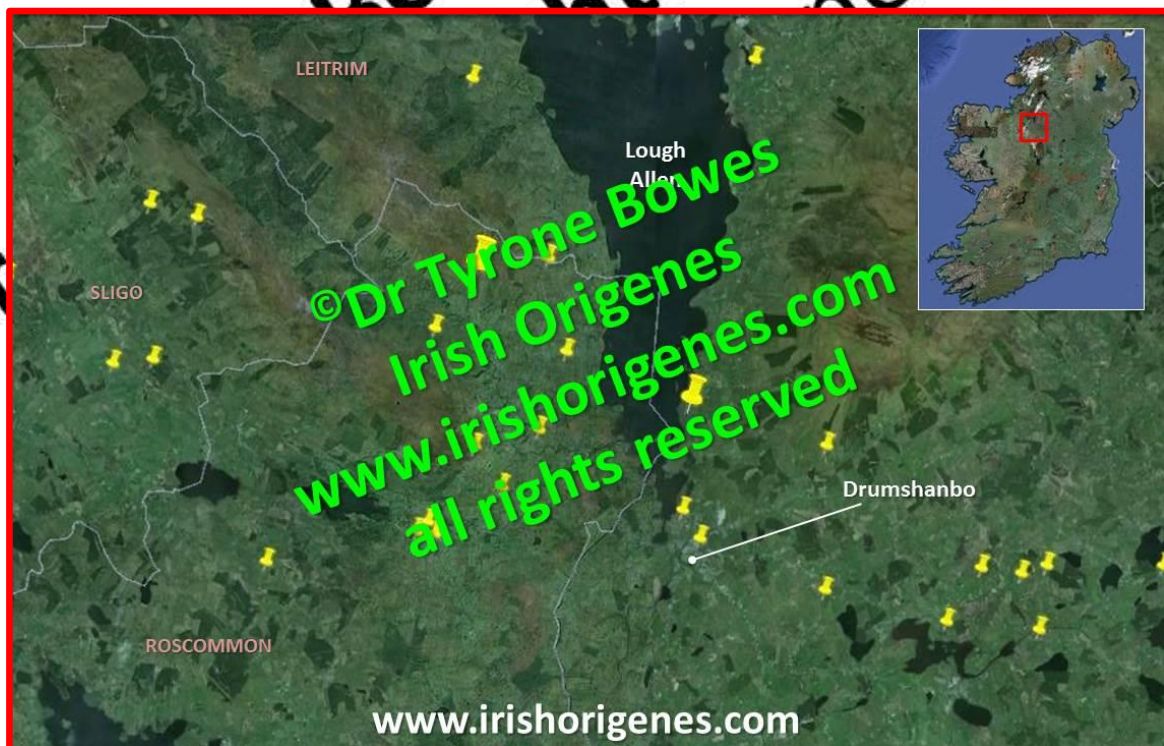 LEITRIM
Lough
Allen
SLIGO
©Dr Tyrone Bowes
Irish Origenes
www.irishorigenes.com
all rights reserved
Drumshanbo
ROSCOMMON
www.irishorigenes.com